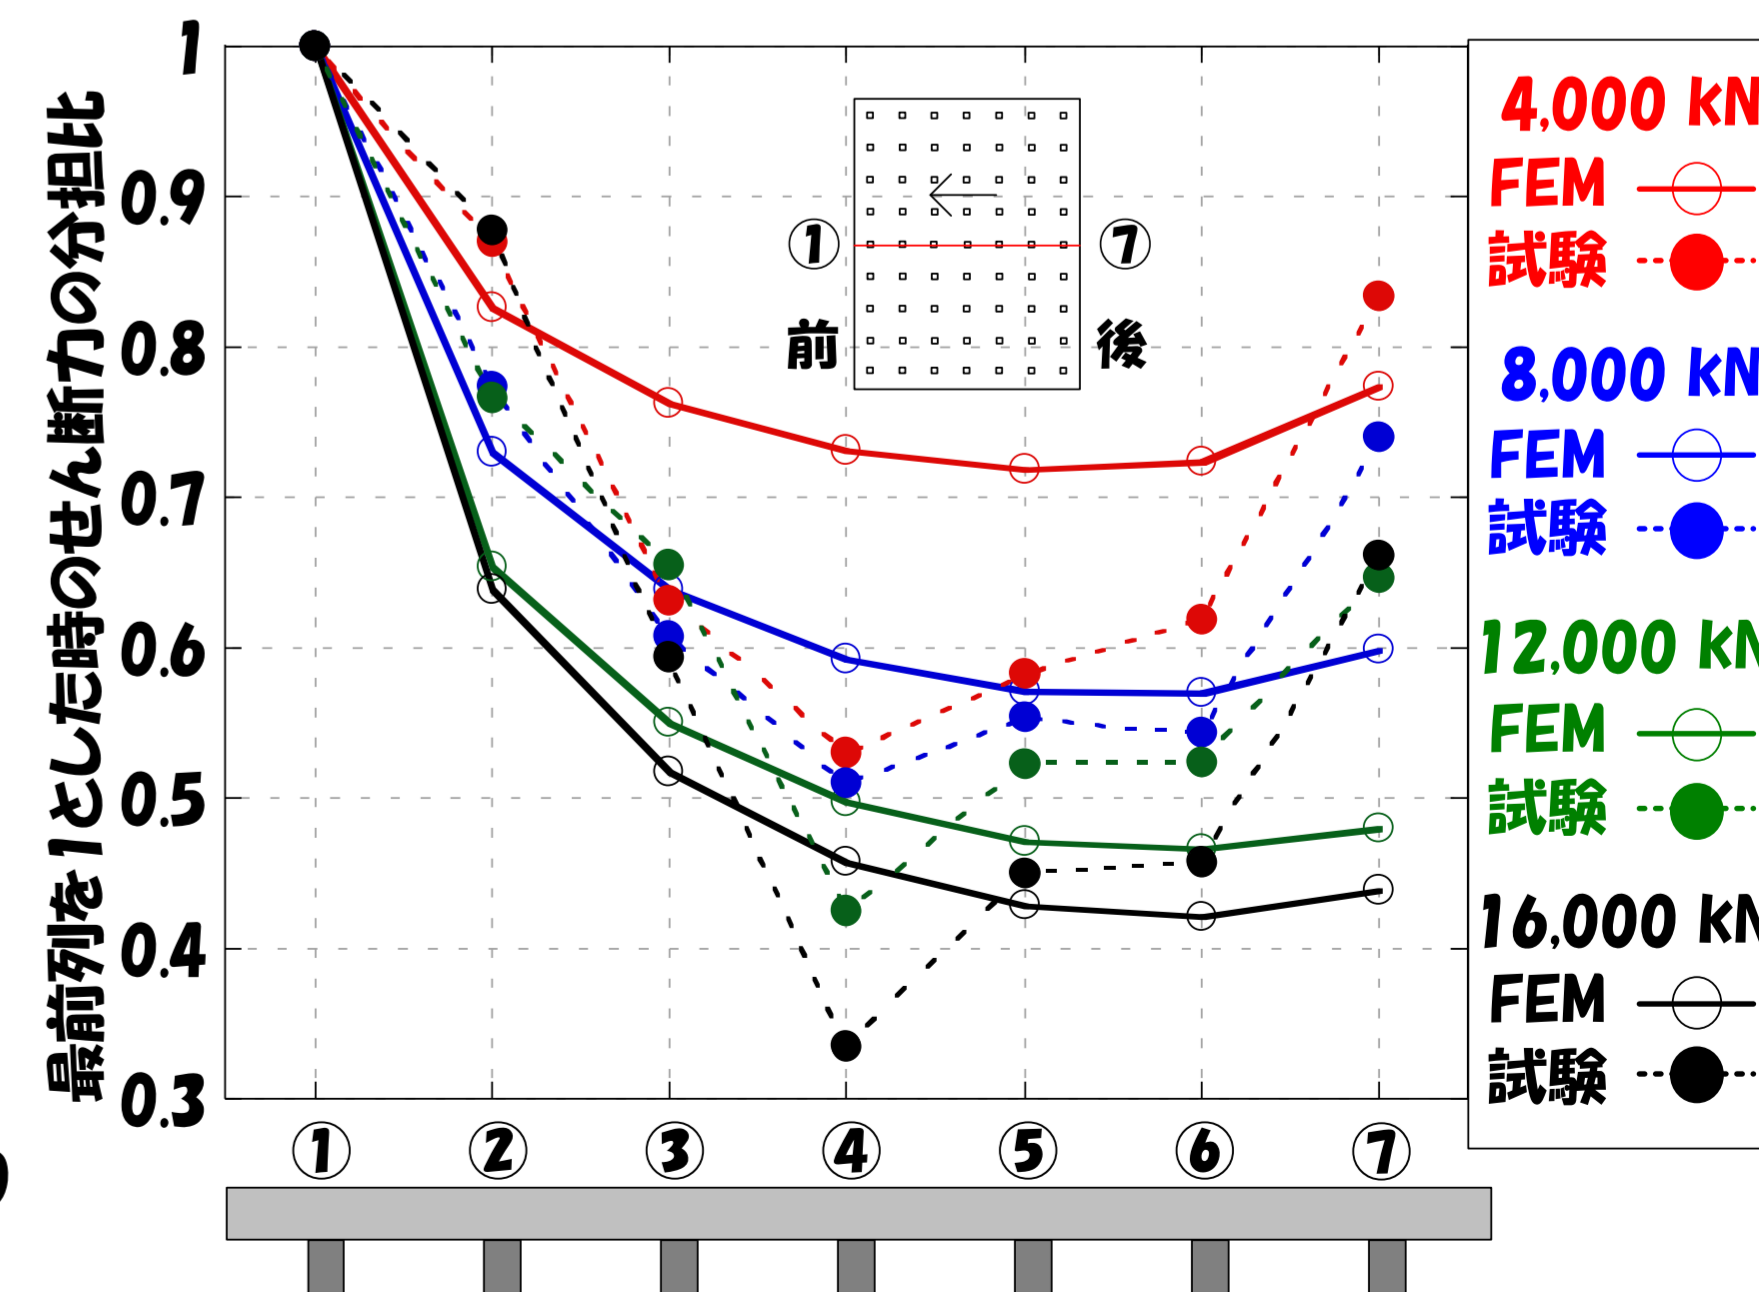 最前列を1とした時のせん断力の分担比
1
0.9
0.8
0.7
0.6
0.5
0.4
0.3
① ⑦
前 後
① ② ③ ④ ⑤ ⑥ ⑦
4,000 kN
FEM
試験
8,000 kN
FEM
試験
12,000 kN
FEM
試験
16,000 kN
FEM
試験